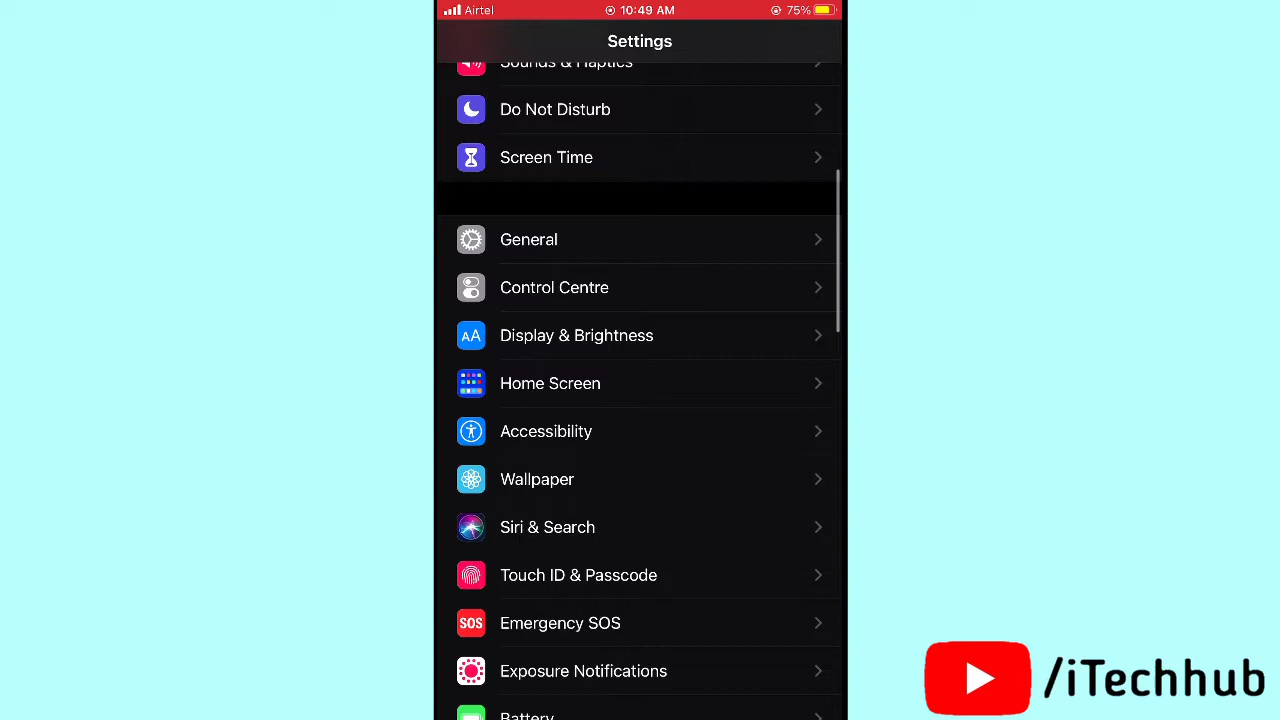 Airtel 10:49 AM 75%
Settings
Sounds & Haptics
Do Not Disturb
Screen Time
General
Control Centre
AA Display & Brightness
Home Screen
Accessibility
Wallpaper
Siri & Search
Touch ID & Passcode
SOS Emergency SOS
Exposure Notifications
Battery
/iTechhub